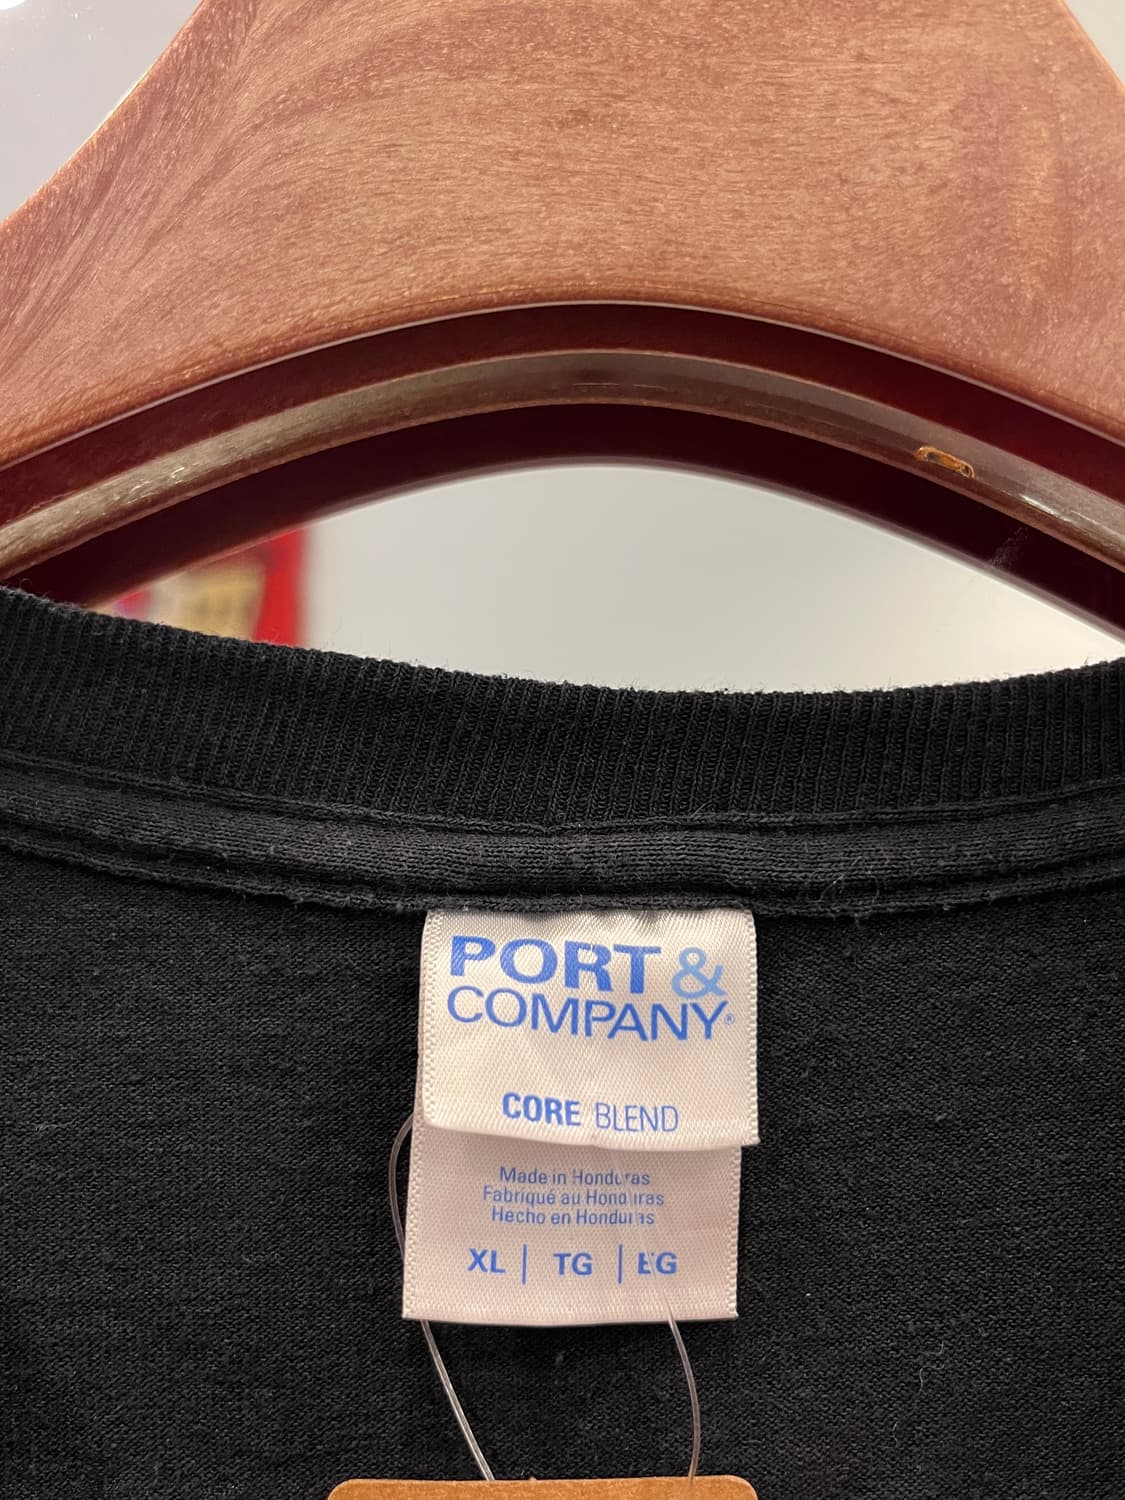 PORT &
COMPANY®
CORE BLEND
Made in Honduras
Fabriqué au Honduras
Hecho en Honduras
XL | TG | EG